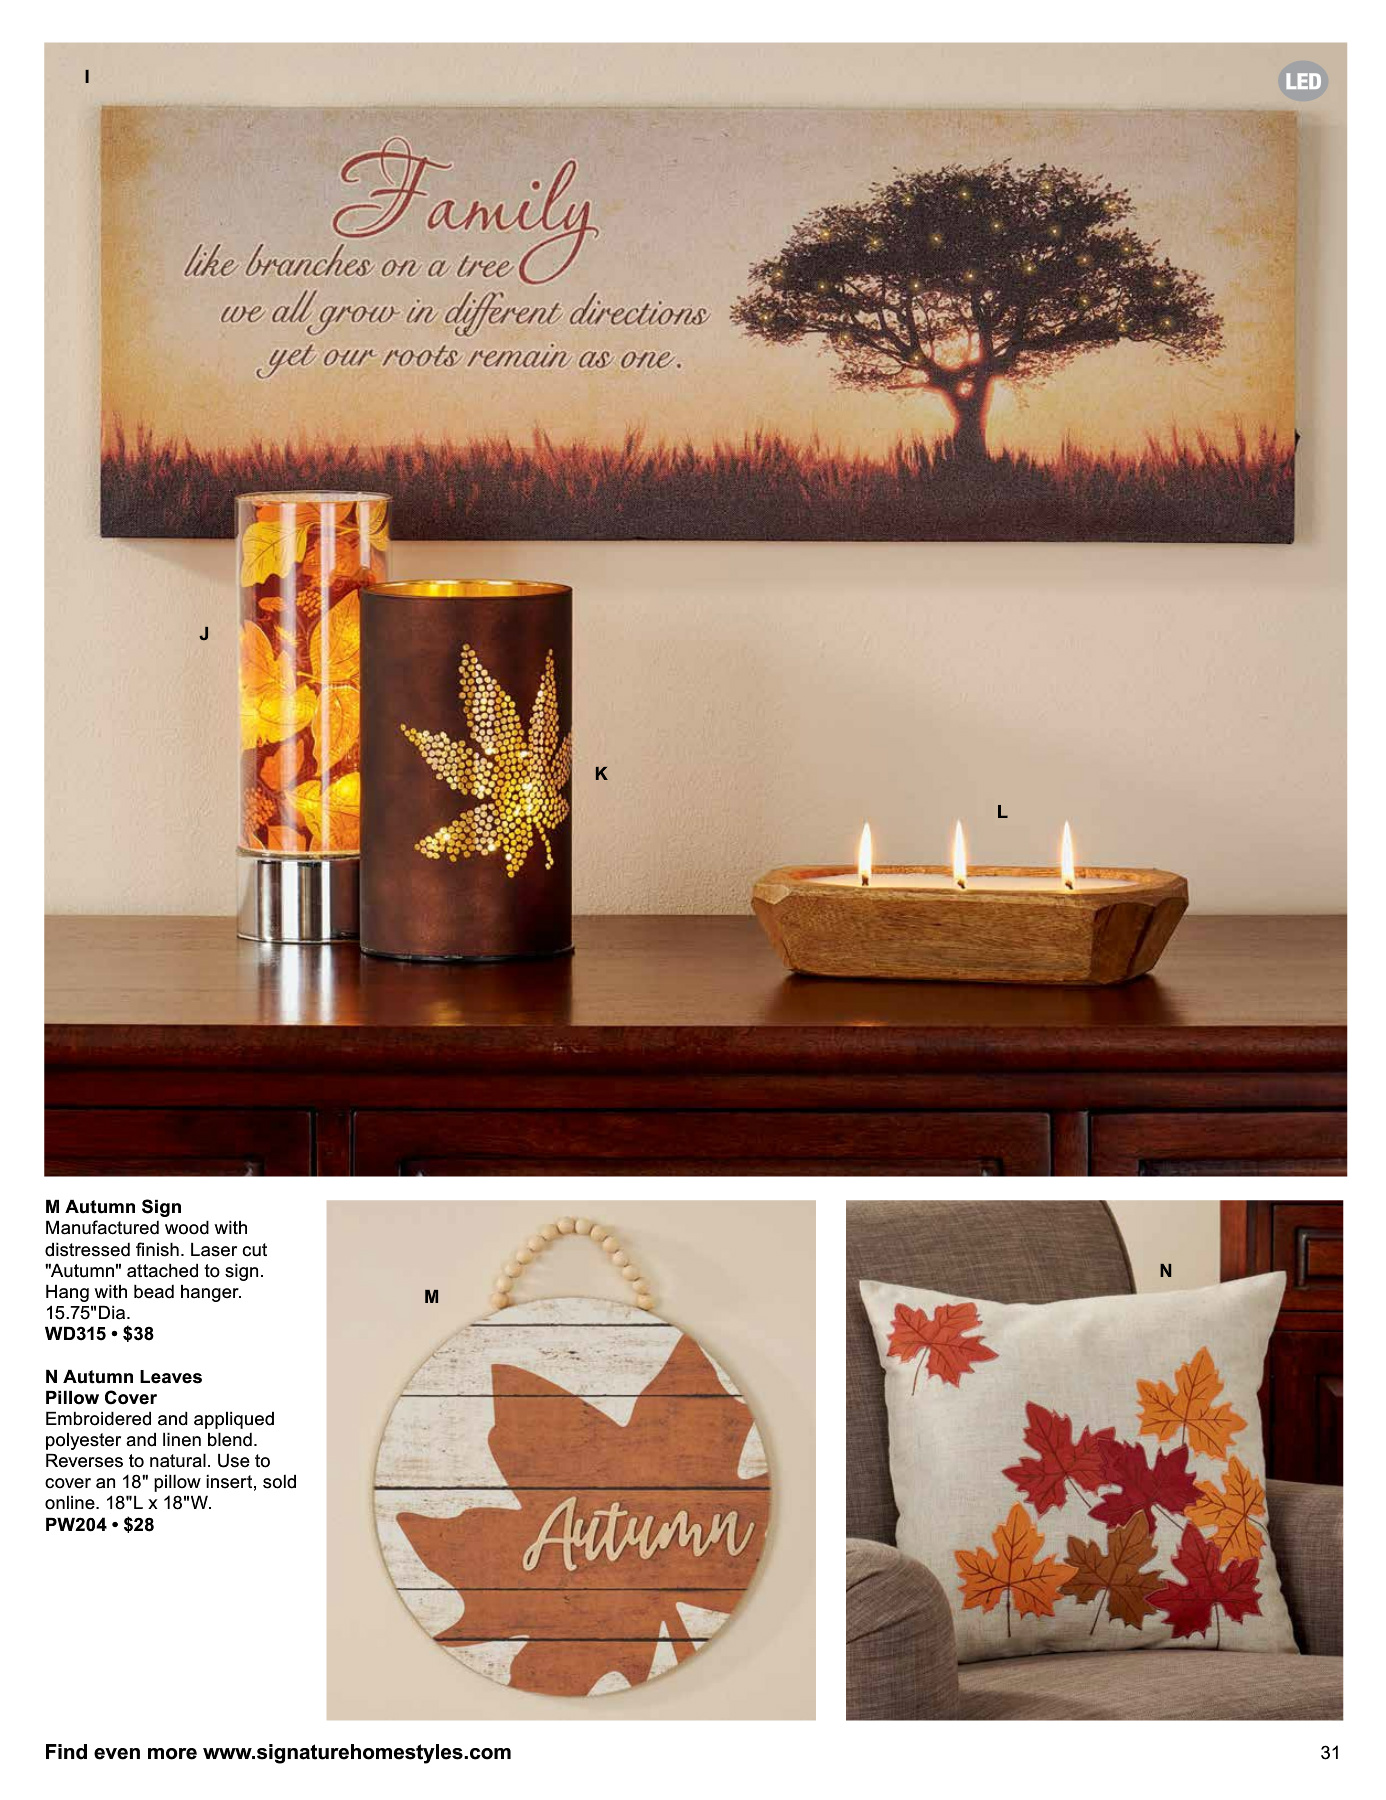 I
LED
Family
like branches on a tree
we all grow in different directions
yet our roots remain as one.
J
K
L
M Autumn Sign
Manufactured wood with
distressed finish. Laser cut
"Autumn" attached to sign.
Hang with bead hanger.
15.75"Dia.
WD315 • $38
N Autumn Leaves
Pillow Cover
Embroidered and appliqued
polyester and linen blend.
Reverses to natural. Use to
cover an 18" pillow insert, sold
online. 18"L x 18"W.
PW204 • $28
M
Autumn
N
Find even more www.signaturehomestyles.com
31